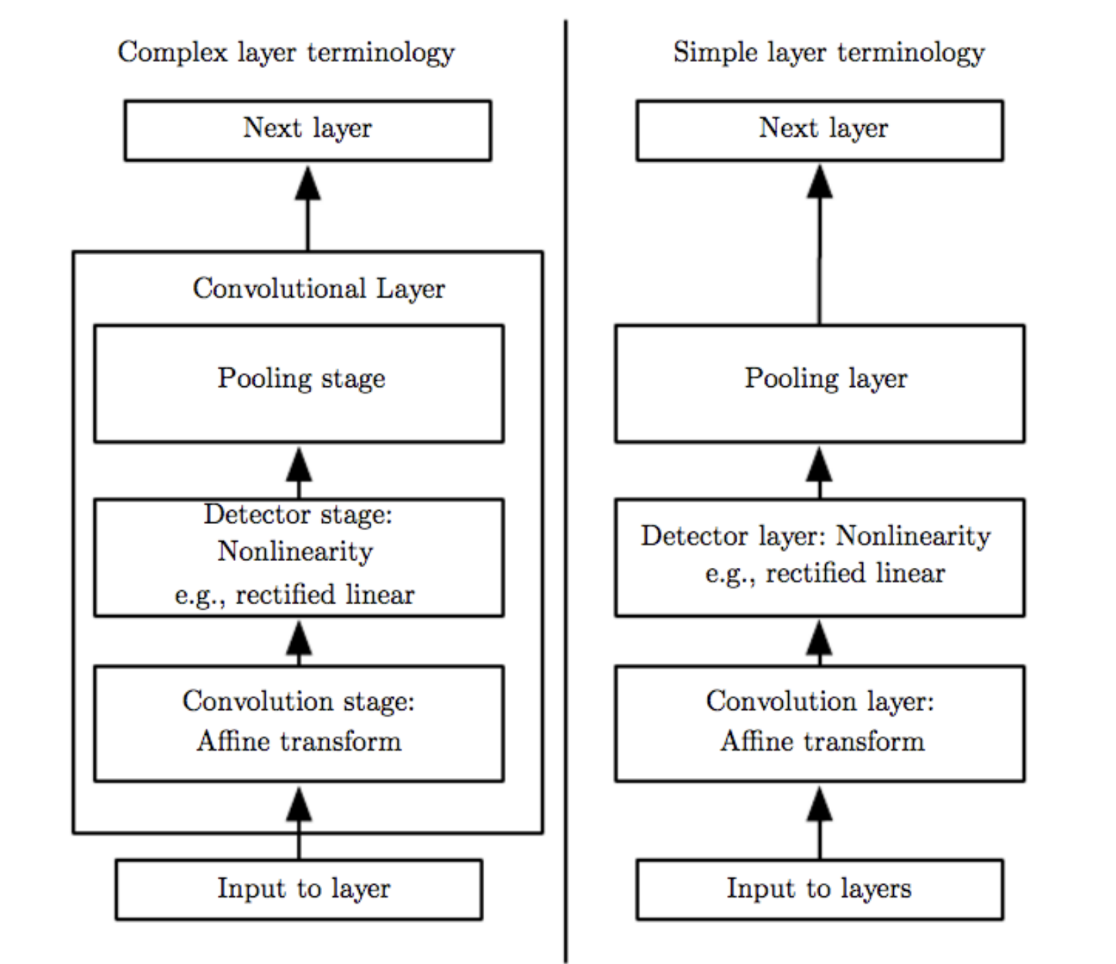 Complex layer terminology
Next layer
Convolutional Layer
Pooling stage
Detector stage:
Nonlinearity
e.g., rectified linear
Convolution stage:
Affine transform
Input to layer
Simple layer terminology
Next layer
Pooling layer
Detector layer: Nonlinearity
e.g., rectified linear
Convolution layer:
Affine transform
Input to layers